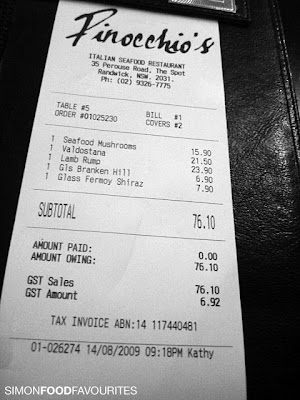 Pinocchio's
ITALIAN SEAFOOD RESTAURANT
35 Perouse Road, The Spot
Randwick, NSW. 2031.
Ph: (02) 9326-7775
TABLE #5 BILL #1
ORDER #01025230 COVERS #2
1 Seafood Mushrooms 15.90
1 Valdostana 21.50
1 Lamb Rump 23.90
1 Gls Branken Hill 6.90
1 Glass Fermoy Shiraz 7.90
SUBTOTAL 76.10
AMOUNT PAID: 0.00
AMOUNT OWING: 76.10
GST Sales 76.10
GST Amount 6.92
TAX INVOICE ABN:14 117440481
01-026274 14/08/2009 09:18PM Kathy
SIMONFOODFAVOURITES